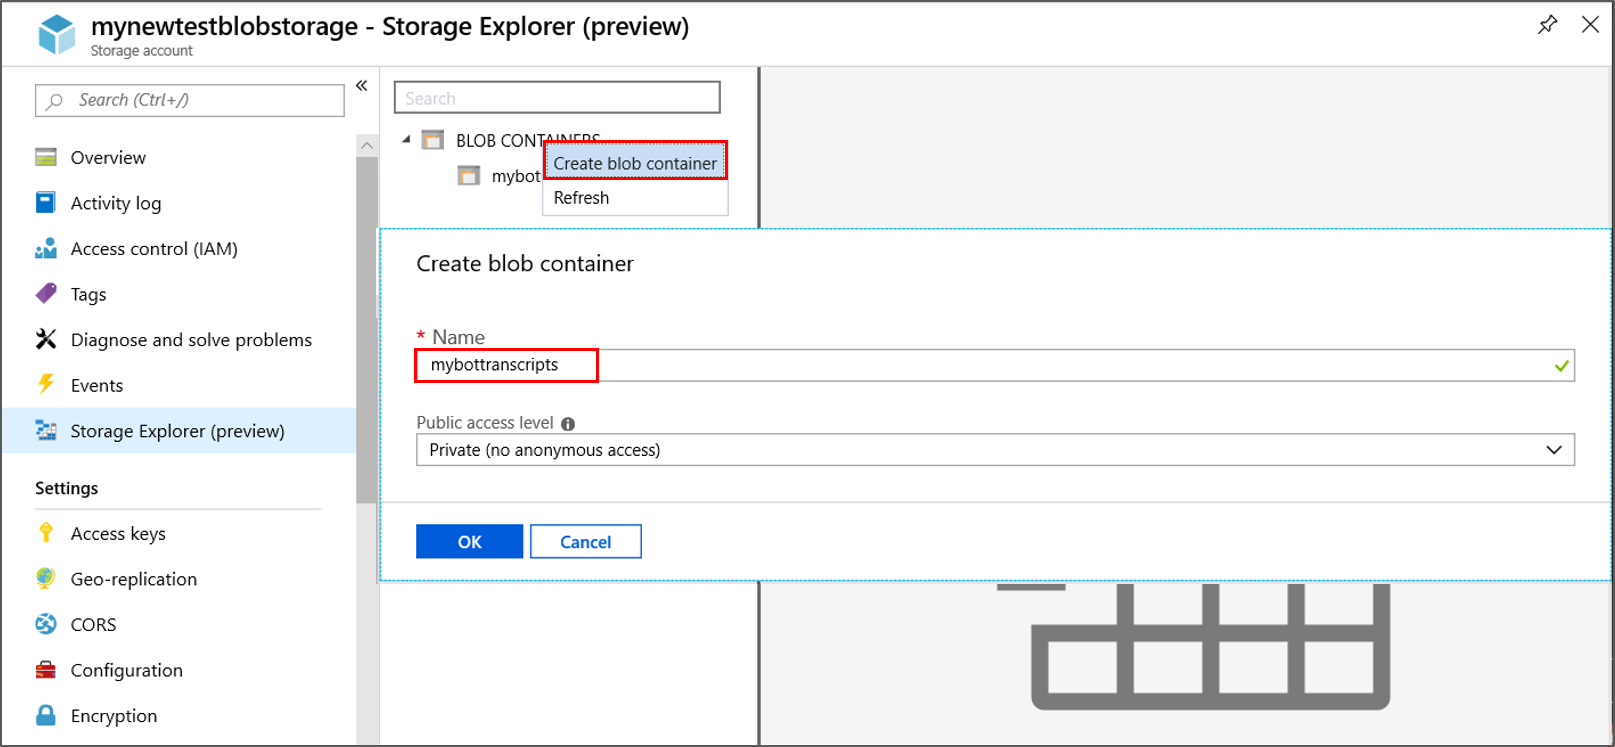 mynewtestblobstorage - Storage Explorer (preview)
Storage account
Search (Ctrl+/)
Overview
Activity log
Access control (IAM)
Tags
Diagnose and solve problems
Events
Storage Explorer (preview)
Settings
Access keys
Geo-replication
CORS
Configuration
Encryption
Search
BLOB CONTAINERS
mybot
Create blob container
Refresh
Create blob container
* Name
mybottranscripts
Public access level
Private (no anonymous access)
OK
Cancel